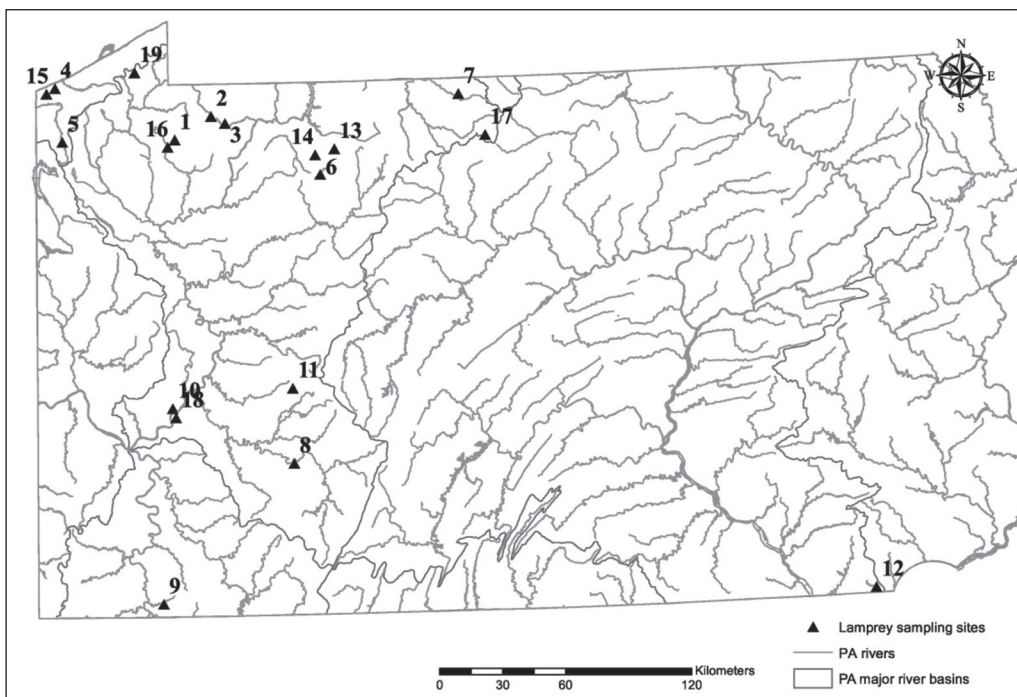 N
W E
S
19
15 4
7
2
17
5
16 1
3
14 13
6
11
10
18
8
9
12
Lamprey sampling sites
PA rivers
PA major river basins
Kilometers
0 30 60 120